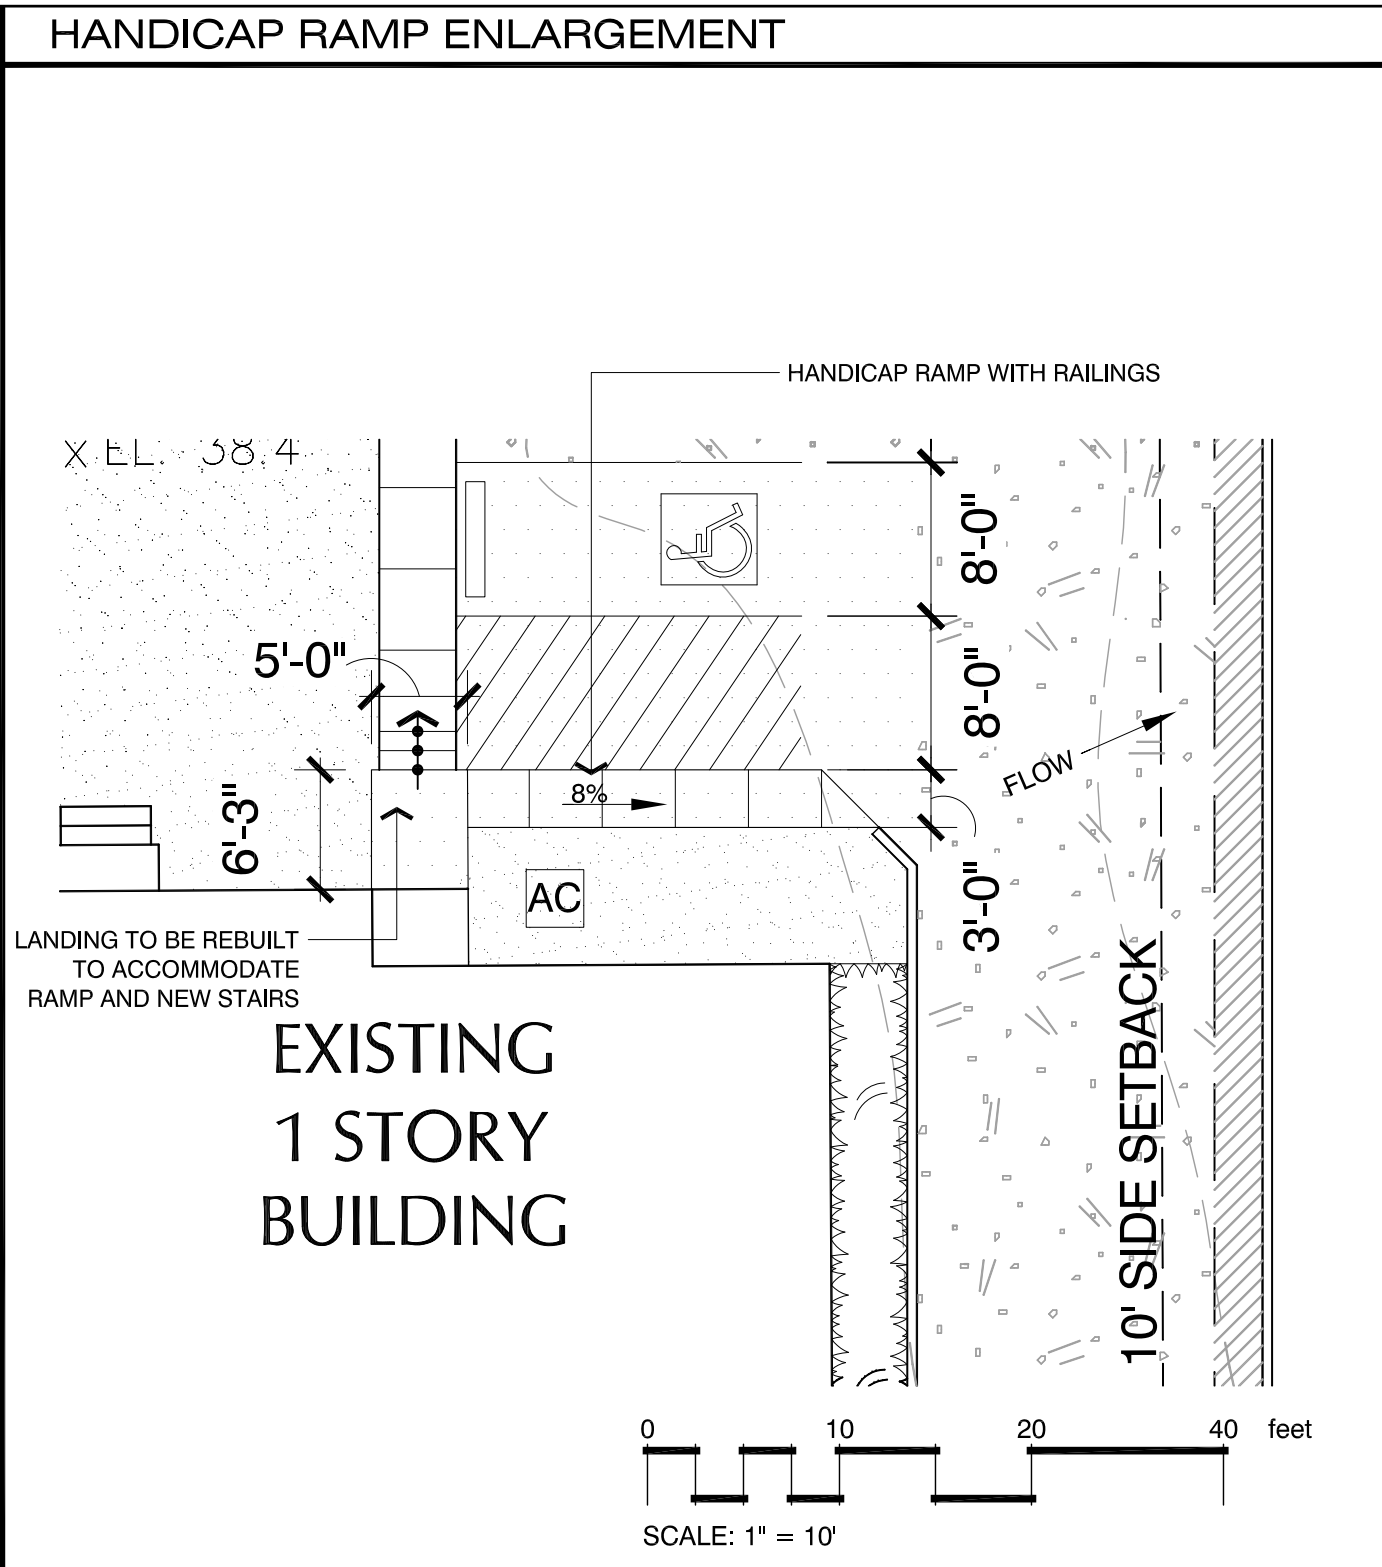 HANDICAP RAMP ENLARGEMENT
HANDICAP RAMP WITH RAILINGS
X EL. 38.4
8'-0"
5'-0"
8'-0"
FLOW
6'-3"
8%
3'-0"
AC
LANDING TO BE REBUILT
TO ACCOMMODATE
RAMP AND NEW STAIRS
10' SIDE SETBACK
EXISTING
1 STORY
BUILDING
0 10 20 40 feet
SCALE: 1" = 10'